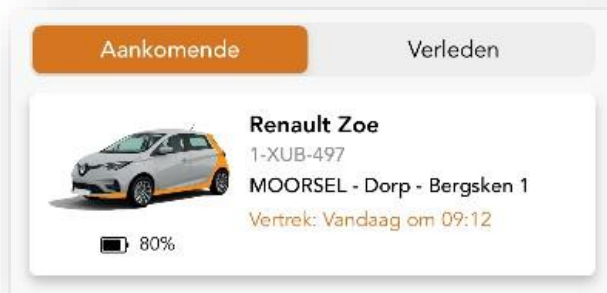 Aankomende
Verleden
Renault Zoe
1-XUB-497
MOORSEL - Dorp - Bergsken 1
Vertrek: Vandaag om 09:12
80%